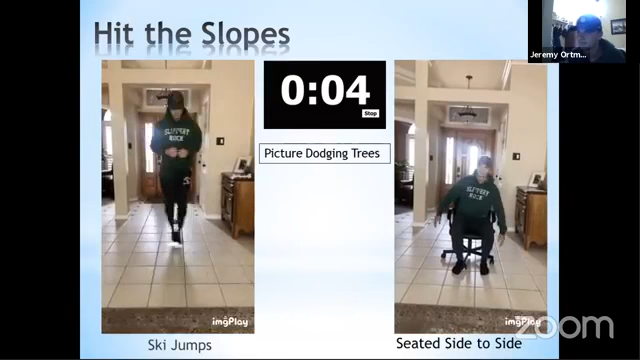 Hit the Slopes
Jeremy Ortm...
0:04
Stop
Picture Dodging Trees
SLIPPERY
ROCK
SLIPPERY
ROCK
imgPlay
imgPlay
zoom
Ski Jumps
Seated Side to Side